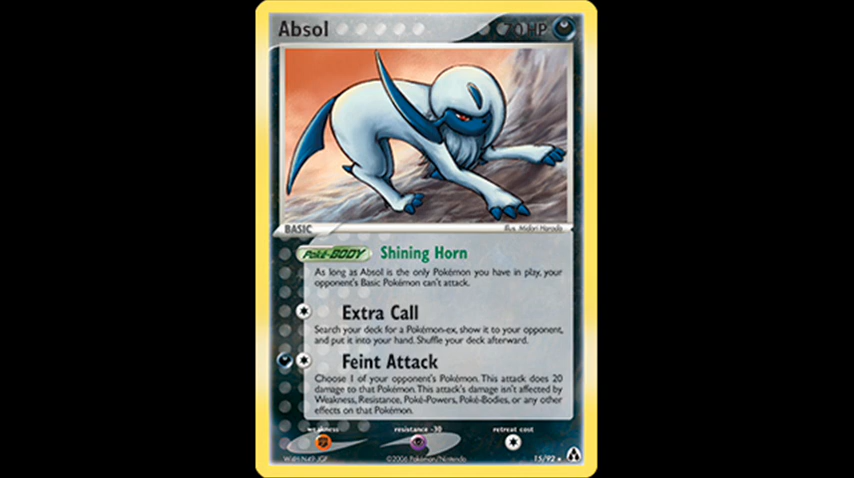 Absol 70 HP
BASIC
Illus. Midori Harada
Poké-BODY Shining Horn
As long as Absol is the only Pokémon you have in play, your
opponent's Basic Pokémon can't attack.
Extra Call
Search your deck for a Pokémon-ex, show it to your opponent,
and put it into your hand. Shuffle your deck afterward.
Feint Attack
Choose 1 of your opponent's Pokémon. This attack does 20
damage to that Pokémon. This attack's damage isn't affected by
Weakness, Resistance, Poké-Powers, Poké-Bodies, or any other
effects on that Pokémon.
weakness resistance -30 retreat cost
©2006 Pokémon/Nintendo 15/92